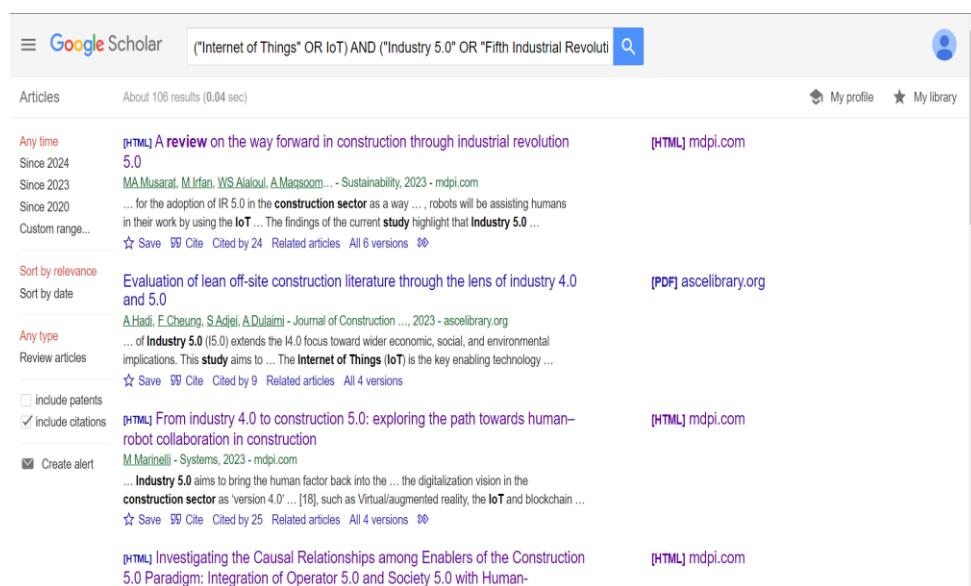 Google Scholar
("Internet of Things" OR IoT) AND ("Industry 5.0" OR "Fifth Industrial Revoluti
Articles
About 106 results (0.04 sec)
My profile
My library
Any time
Since 2024
Since 2023
Since 2020
Custom range...
Sort by relevance
Sort by date
Any type
Review articles
include patents
include citations
Create alert
[HTML] A review on the way forward in construction through industrial revolution
5.0
MA Musarat, M Irfan, WS Alaloul, A Maqsoom... - Sustainability, 2023 - mdpi.com
... for the adoption of IR 5.0 in the construction sector as a way ... , robots will be assisting humans
in their work by using the IoT ... The findings of the current study highlight that Industry 5.0 ...
Save Cite Cited by 24 Related articles All 6 versions
[HTML] mdpi.com
Evaluation of lean off-site construction literature through the lens of industry 4.0
and 5.0
A Hadi, F Cheung, S Adjei, A Dulaimi - Journal of Construction ..., 2023 - ascelibrary.org
... of Industry 5.0 (I5.0) extends the I4.0 focus toward wider economic, social, and environmental
implications. This study aims to ... The Internet of Things (IoT) is the key enabling technology ...
Save Cite Cited by 9 Related articles All 4 versions
[PDF] ascelibrary.org
[HTML] From industry 4.0 to construction 5.0: exploring the path towards human–
robot collaboration in construction
M Marinelli - Systems, 2023 - mdpi.com
... Industry 5.0 aims to bring the human factor back into the ... the digitalization vision in the
construction sector as 'version 4.0' ... [18], such as Virtual/augmented reality, the IoT and blockchain ...
Save Cite Cited by 25 Related articles All 4 versions
[HTML] mdpi.com
[HTML] Investigating the Causal Relationships among Enablers of the Construction
5.0 Paradigm: Integration of Operator 5.0 and Society 5.0 with Human-
[HTML] mdpi.com